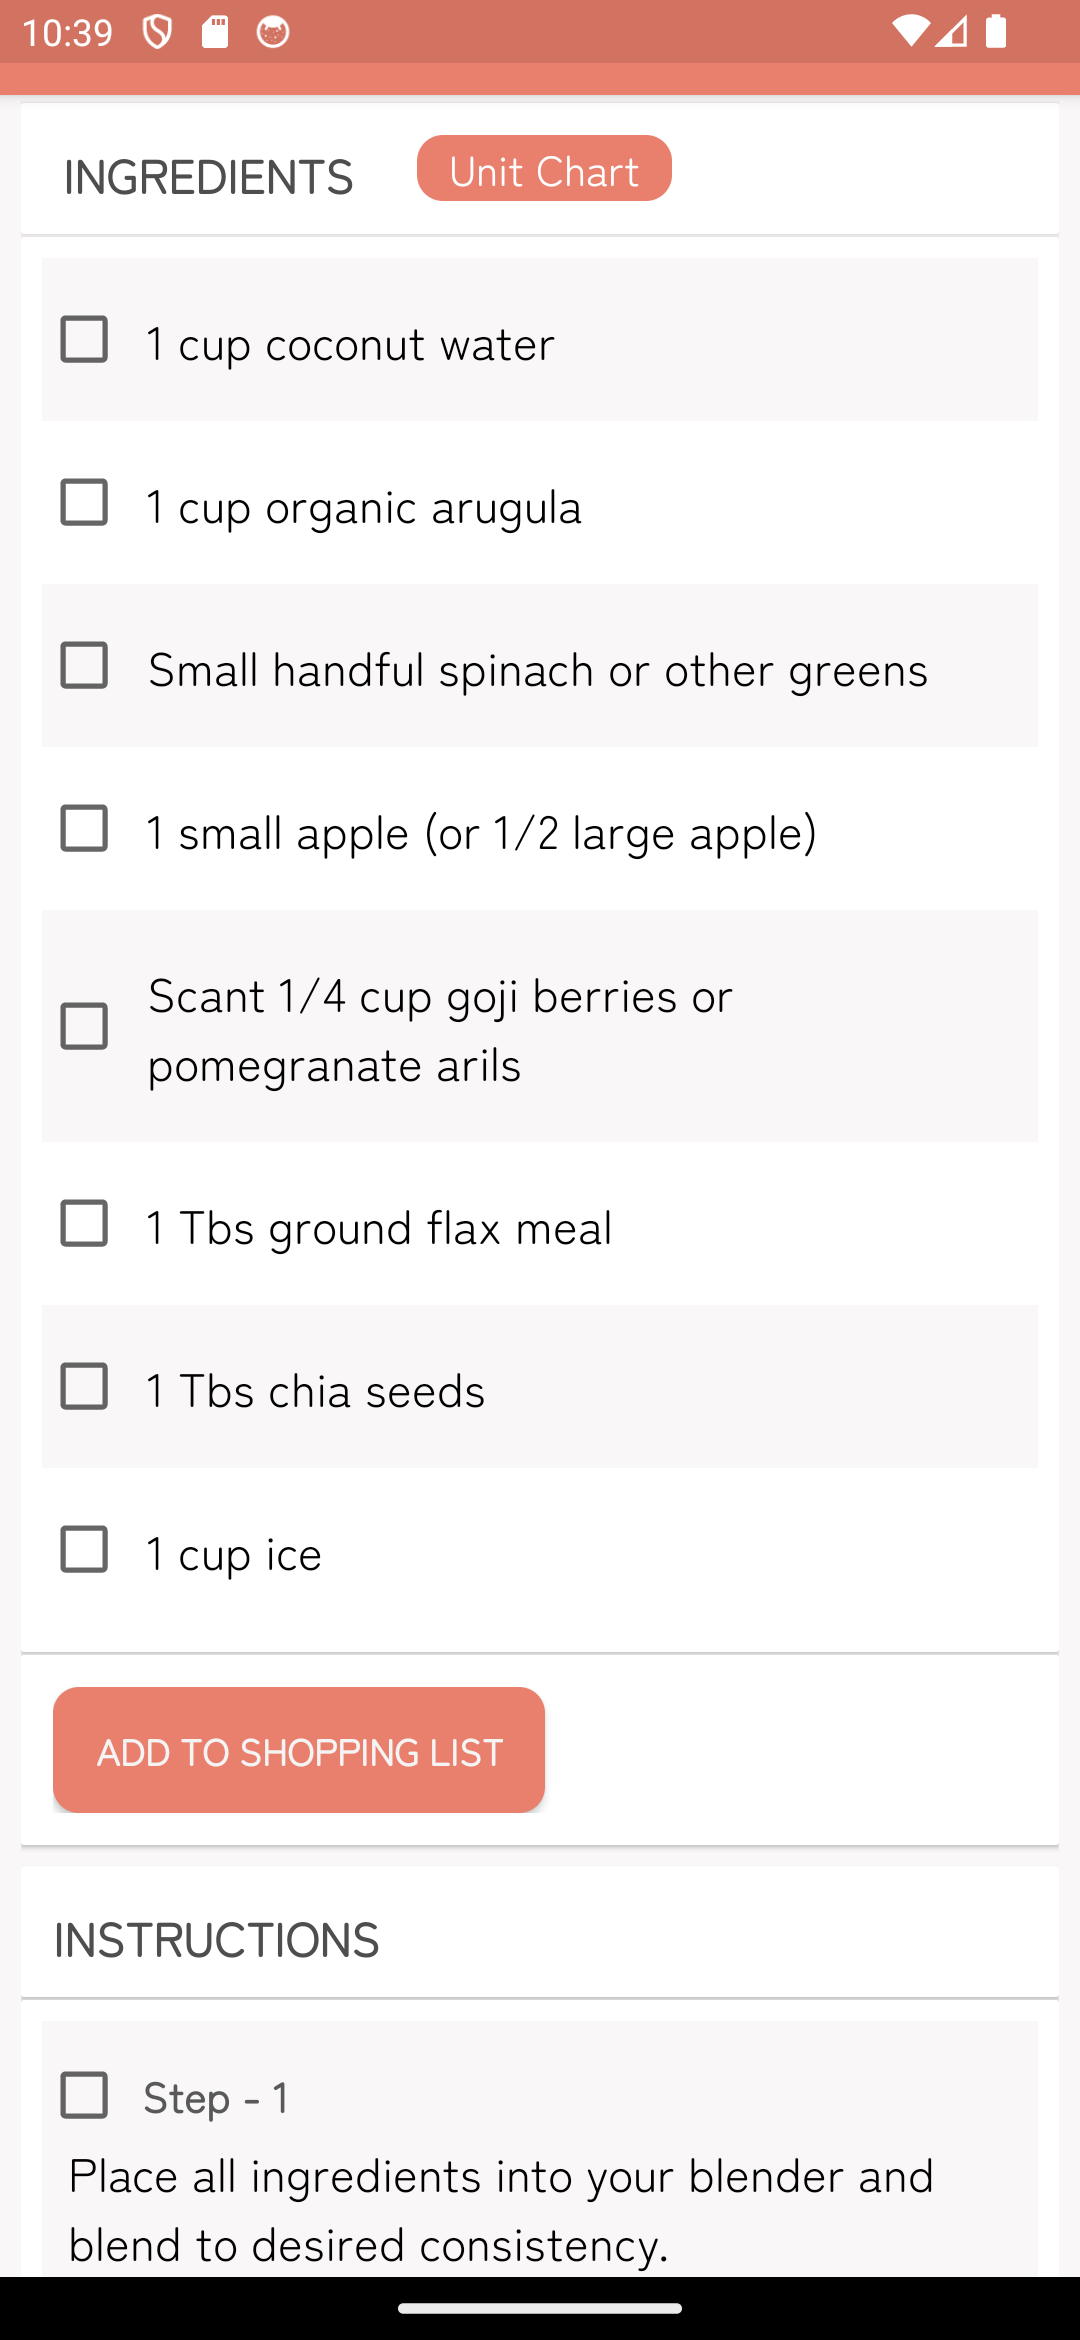 10:39
INGREDIENTS
Unit Chart
1 cup coconut water
1 cup organic arugula
Small handful spinach or other greens
1 small apple (or 1/2 large apple)
Scant 1/4 cup goji berries or
pomegranate arils
1 Tbs ground flax meal
1 Tbs chia seeds
1 cup ice
ADD TO SHOPPING LIST
INSTRUCTIONS
Step - 1
Place all ingredients into your blender and
blend to desired consistency.